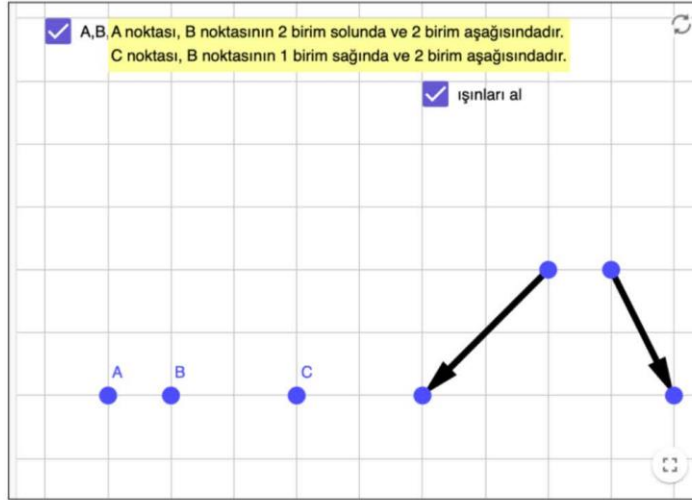 A,B, A noktası, B noktasının 2 birim solunda ve 2 birim aşağısındadır.
C noktası, B noktasının 1 birim sağında ve 2 birim aşağısındadır.
ışınları al
A
B
C